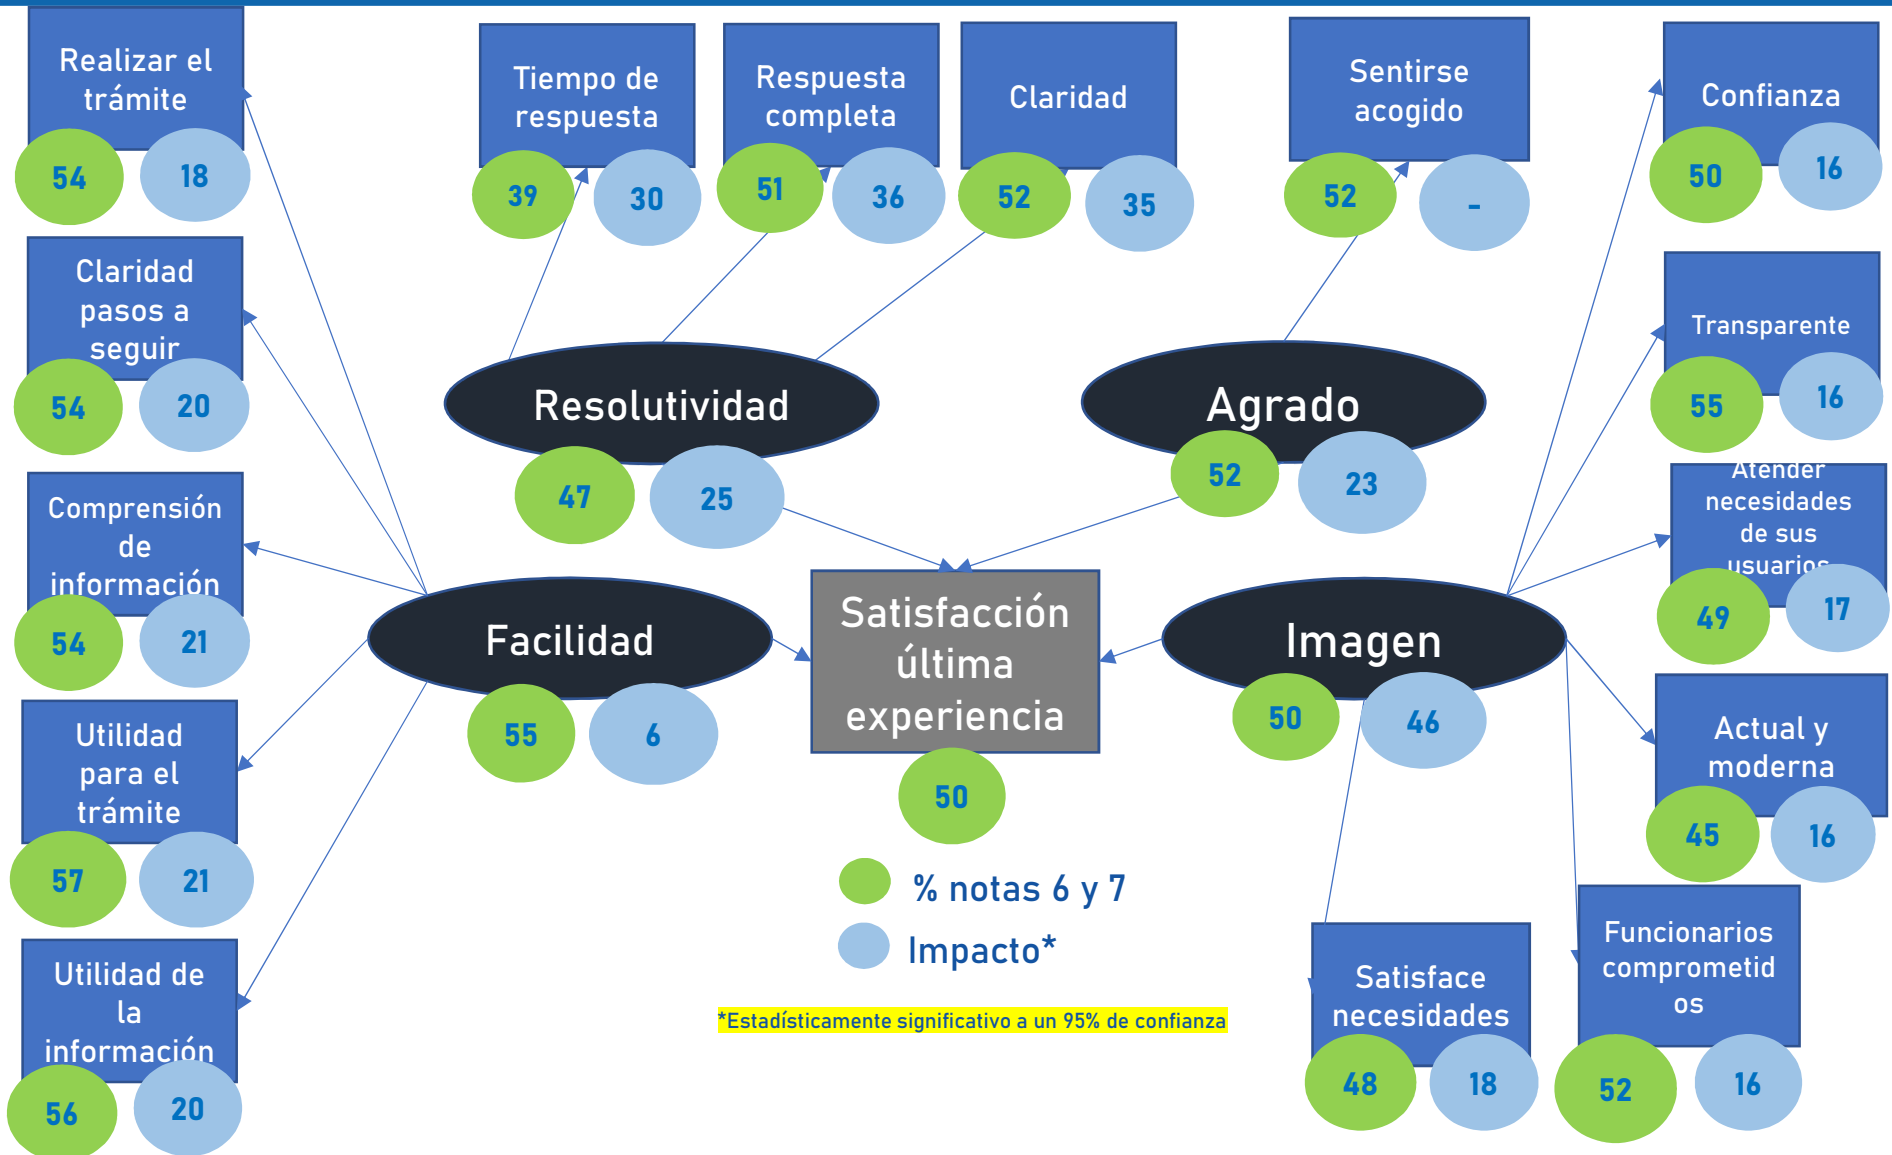 Realizar el
trámite
54
18
Tiempo de
respuesta
39
30
Respuesta
completa
51
36
Claridad
52
35
Sentirse
acogido
52
-
Confianza
50
16
Claridad
pasos a
seguir
54
20
Resolutividad
47
25
Agrado
52
23
Transparente
55
16
Comprensión
de
información
54
21
Facilidad
55
6
Satisfacción
última
experiencia
50
Imagen
50
46
Atender
necesidades
de sus
usuarios
49
17
Utilidad
para el
trámite
57
21
Actual y
moderna
45
16
% notas 6 y 7
Impacto*
*Estadísticamente significativo a un 95% de confianza
Utilidad de
la
información
56
20
Satisface
necesidades
48
18
Funcionarios
comprometid
os
52
16